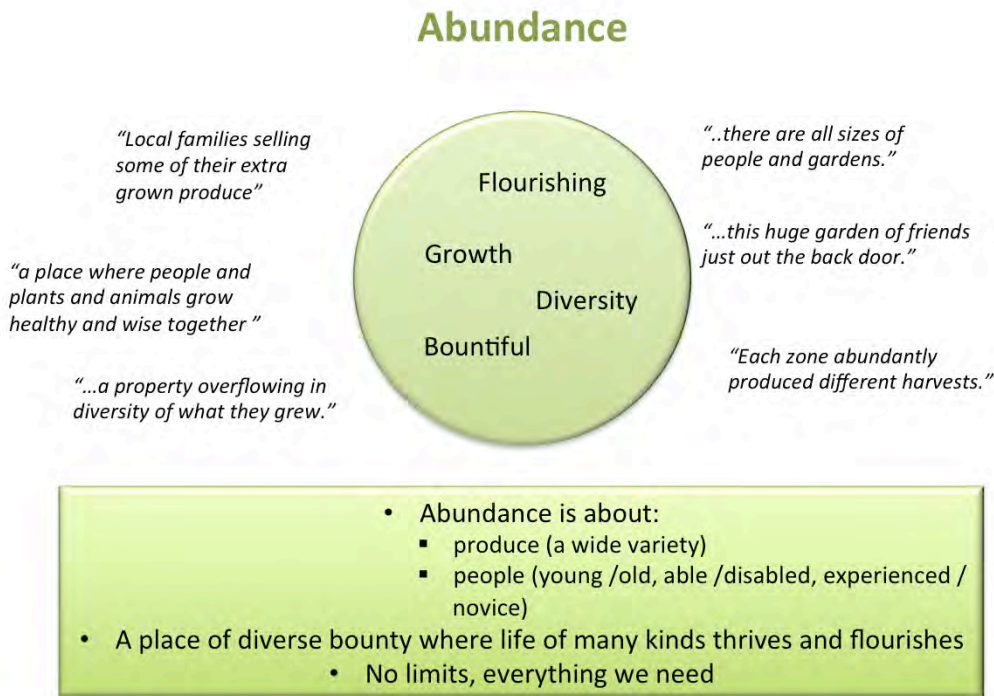 Abundance
“Local families selling
some of their extra
grown produce”
“a place where people and
plants and animals grow
healthy and wise together ”
“...a property overflowing in
diversity of what they grew.”
Flourishing
Growth
Diversity
Bountiful
“..there are all sizes of
people and gardens.”
“...this huge garden of friends
just out the back door.”
“Each zone abundantly
produced different harvests.”
• Abundance is about:
▪ produce (a wide variety)
▪ people (young /old, able /disabled, experienced /
novice)
• A place of diverse bounty where life of many kinds thrives and flourishes
• No limits, everything we need